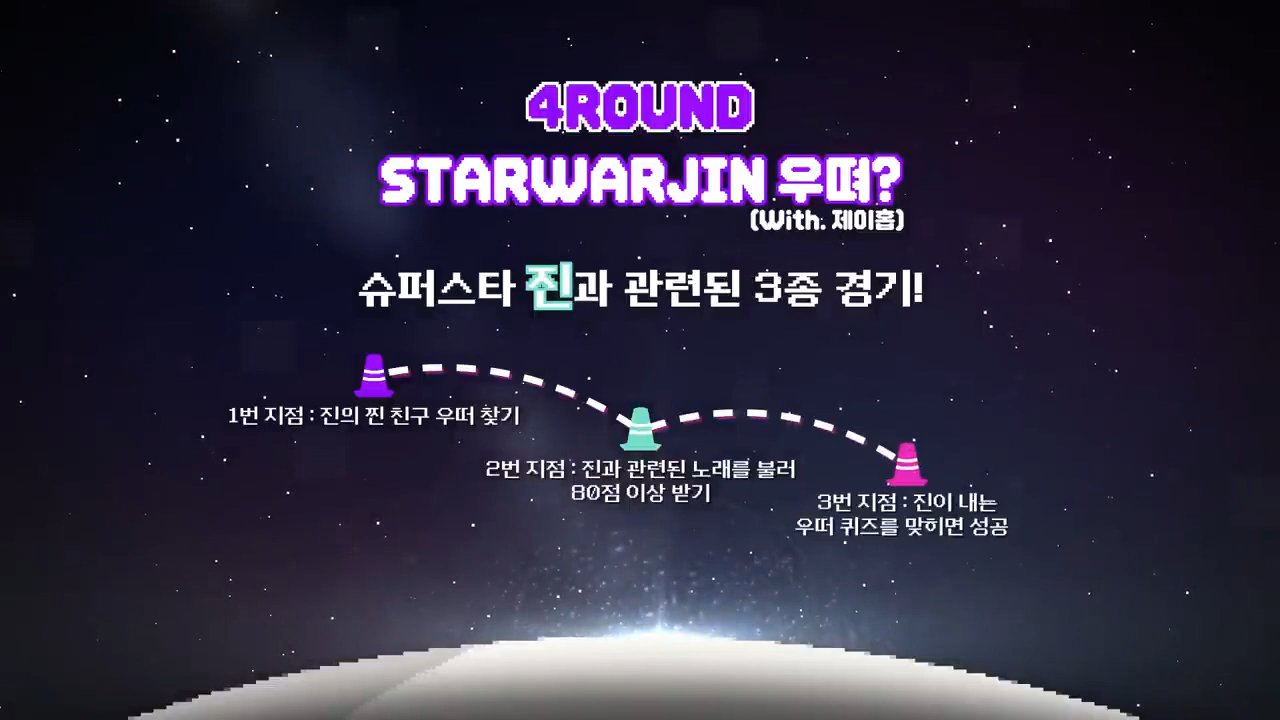 4ROUND
STARWARJIN 우뗘?
(With. 제이홉)
슈퍼스타 진과 관련된 3종 경기!
1번 지점 : 진의 찐 친구 우떠 찾기
2번 지점 : 진과 관련된 노래를 불러
80점 이상 받기
3번 지점 : 진이 내는
우떠 퀴즈를 맞히면 성공